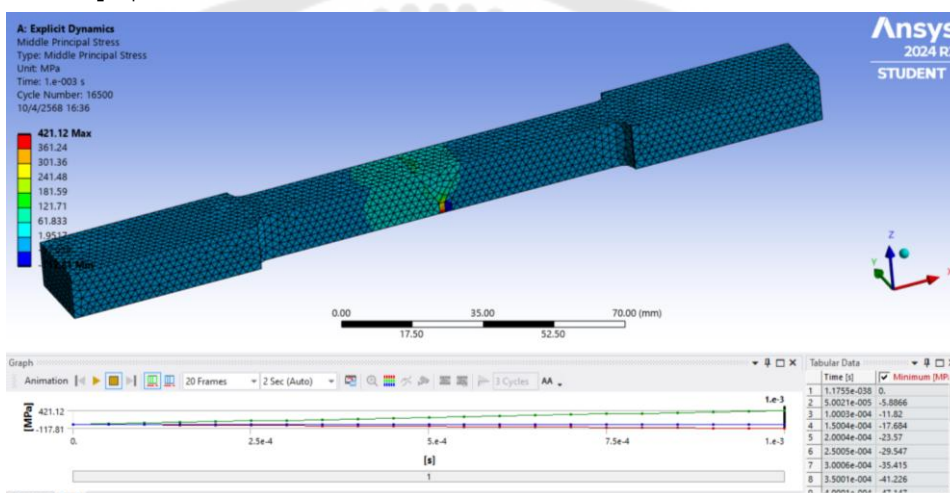 A: Explicit Dynamics
Middle Principal Stress
Type: Middle Principal Stress
Unit: MPa
Time: 1.e-003 s
Cycle Number: 16500
10/4/2568 16:36
421.12 Max
361.24
301.36
241.48
181.59
121.71
61.833
1.9517
Min
Ansys
2024
STUDENT
Z
Y
0.00 35.00 70.00 (mm)
17.50 52.50
Graph
Animation 20 Frames 2 Sec (Auto) 3 Cycles AA
[MPa]
421.12
-117.81
1.e-3
0. 2.5e-4 5.e-4 7.5e-4 1.e-3
[s]
1
Tabular Data
Time [s] Minimum [MP
1 1.1755e-038 0.
2 5.0021e-005 -5.8866
3 1.0003e-004 -11.82
4 1.5004e-004 -17.684
5 2.0004e-004 -23.57
6 2.5005e-004 -29.547
7 3.0006e-004 -35.415
8 3.5001e-004 -41.226